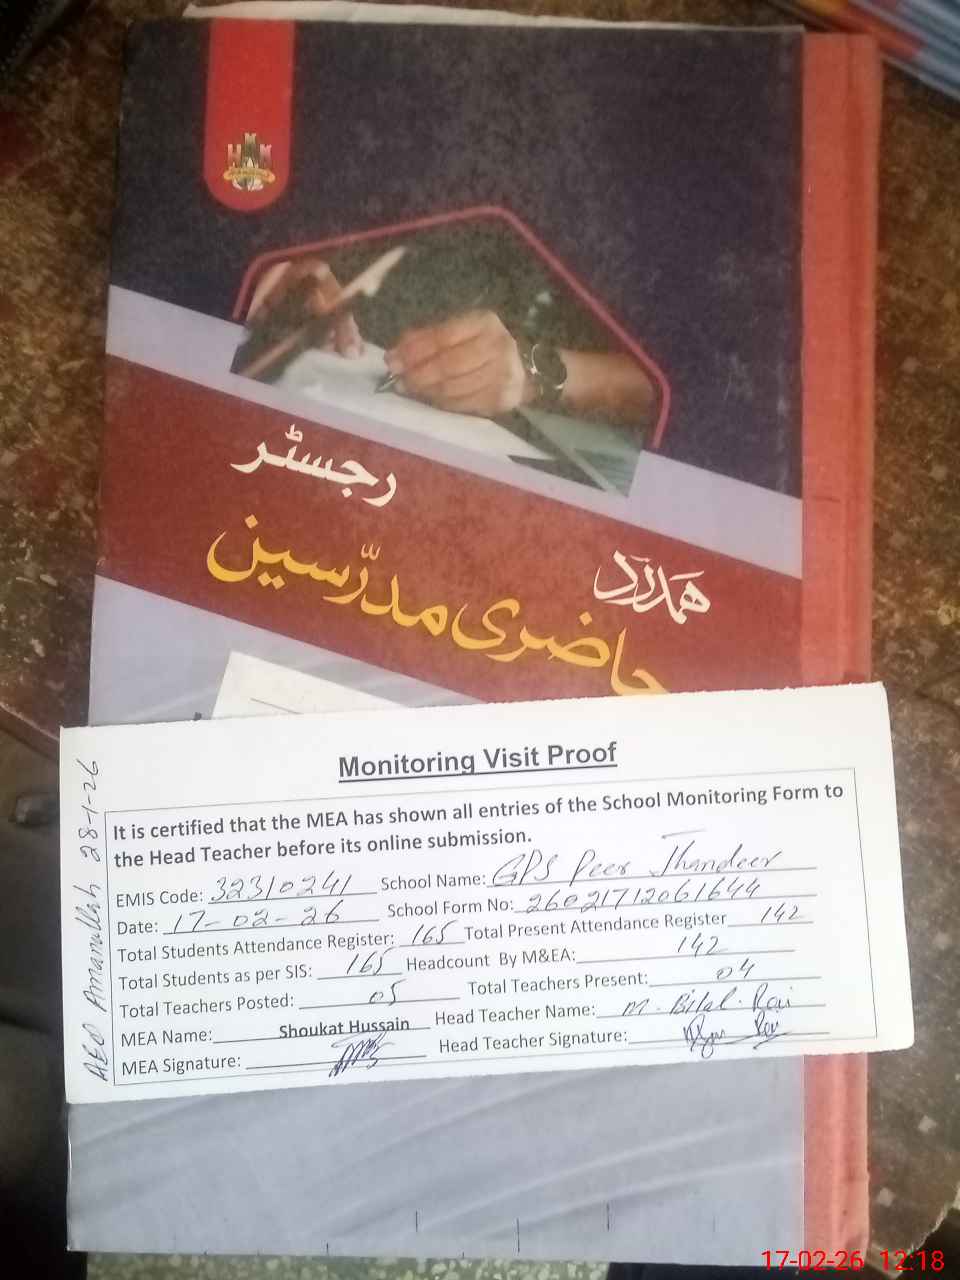 رجسٹر
ہمدرد
حاضری مدرّسین
Monitoring Visit Proof
It is certified that the MEA has shown all entries of the School Monitoring Form to
the Head Teacher before its online submission.
EMIS Code: 32310241 School Name: GPS Peer Jhandeer
Date: 17-02-26 School Form No: 26021712061644
Total Students Attendance Register: 165 Total Present Attendance Register 142
Total Students as per SIS: 165 Headcount By M&EA: 142
Total Teachers Posted: 05 Total Teachers Present: 04
MEA Name: Shoukat Hussain Head Teacher Name: M. Bilal. Rai
MEA Signature: Head Teacher Signature:
AEO Amanullah 28-1-26
17-02-26 12:18